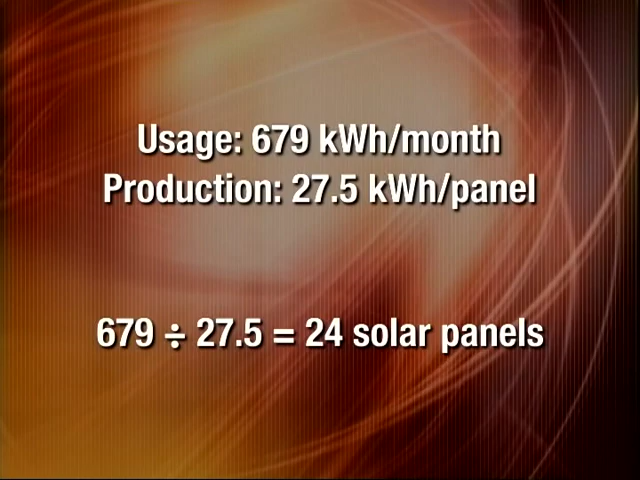 Usage: 679 kWh/month
Production: 27.5 kWh/panel
679 ÷ 27.5 = 24 solar panels